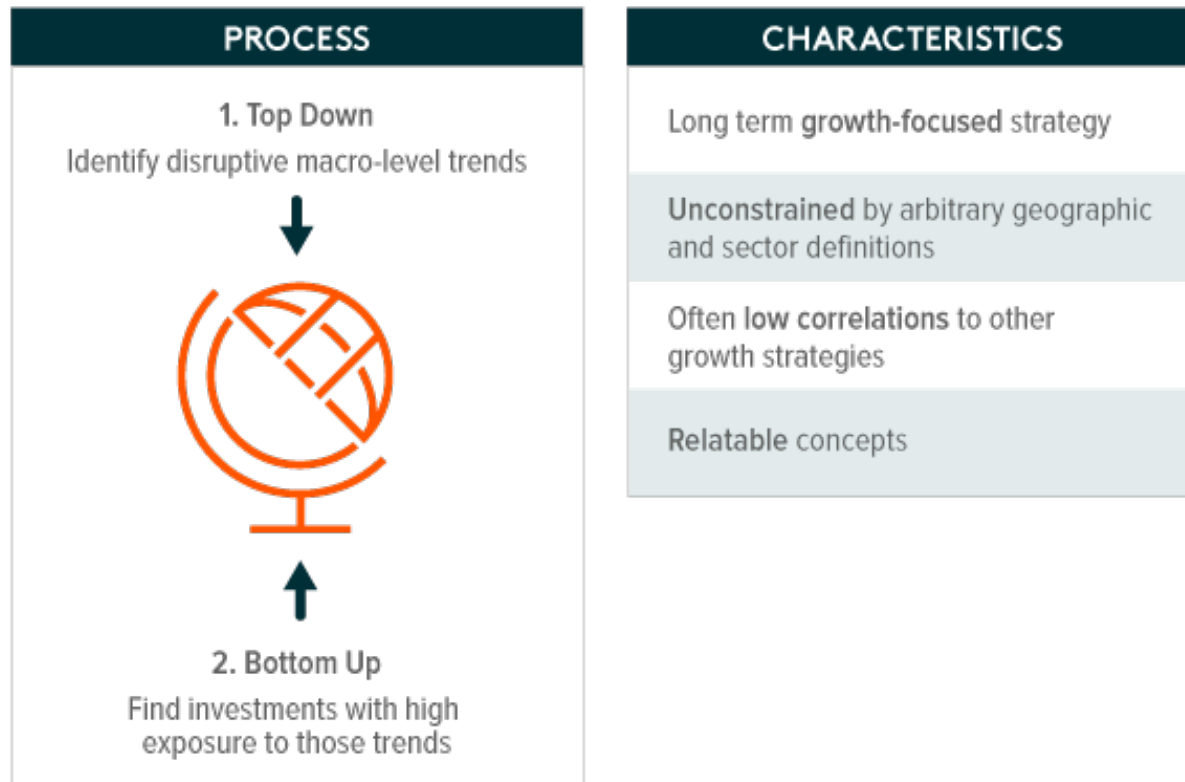 PROCESS
1. Top Down
Identify disruptive macro-level trends
2. Bottom Up
Find investments with high
exposure to those trends
CHARACTERISTICS
Long term growth-focused strategy
Unconstrained by arbitrary geographic
and sector definitions
Often low correlations to other
growth strategies
Relatable concepts